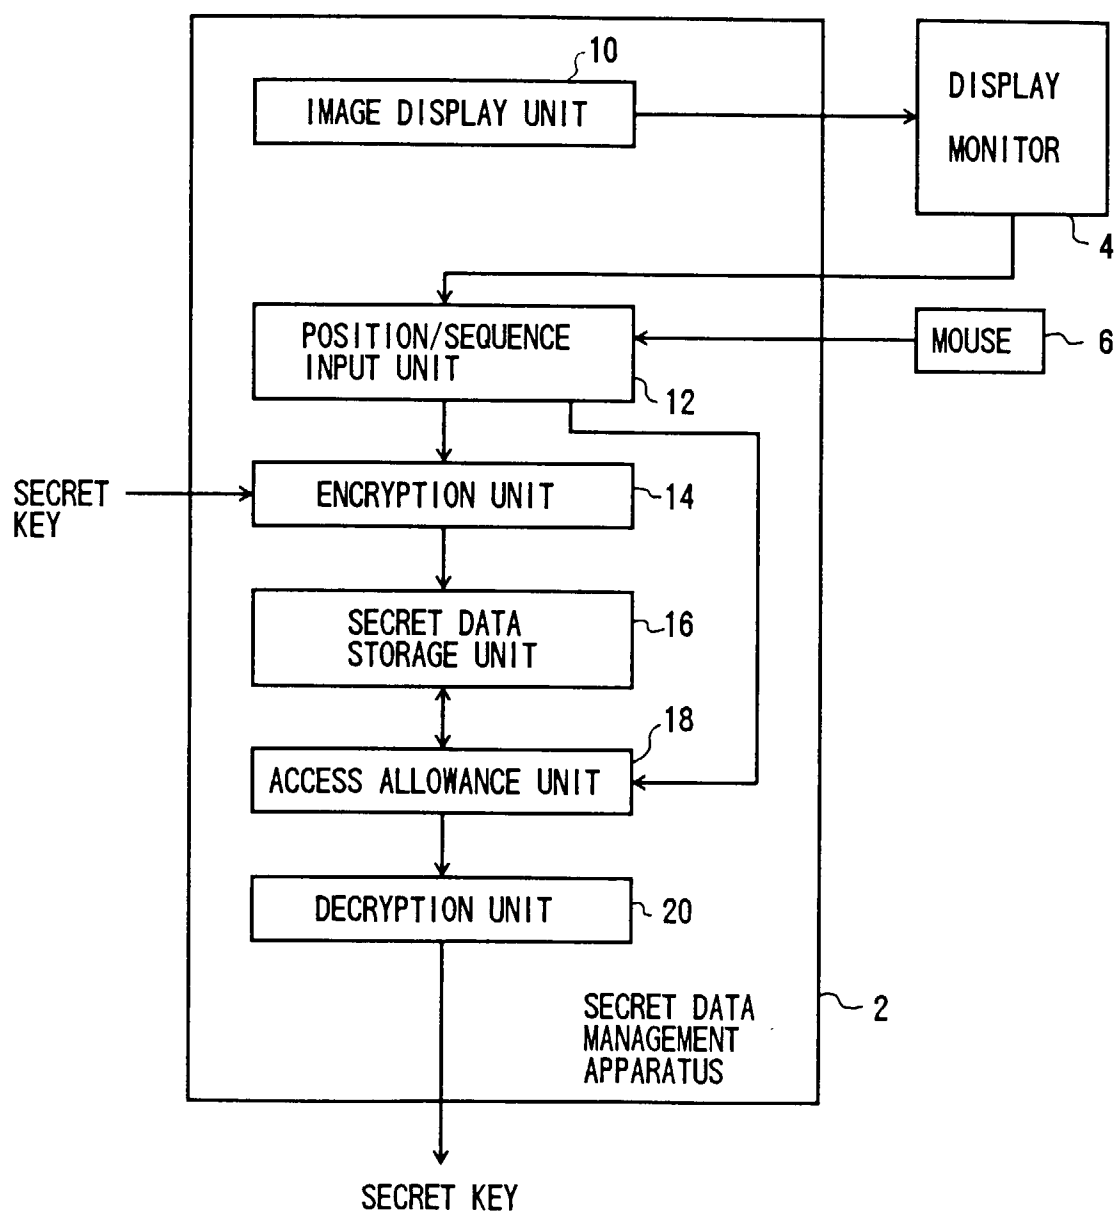 10
IMAGE DISPLAY UNIT
DISPLAY
MONITOR
4
POSITION/SEQUENCE
INPUT UNIT
12
MOUSE
6
SECRET
KEY
ENCRYPTION UNIT
14
SECRET DATA
STORAGE UNIT
16
18
ACCESS ALLOWANCE UNIT
DECRYPTION UNIT
20
SECRET DATA
MANAGEMENT
APPARATUS
2
SECRET KEY